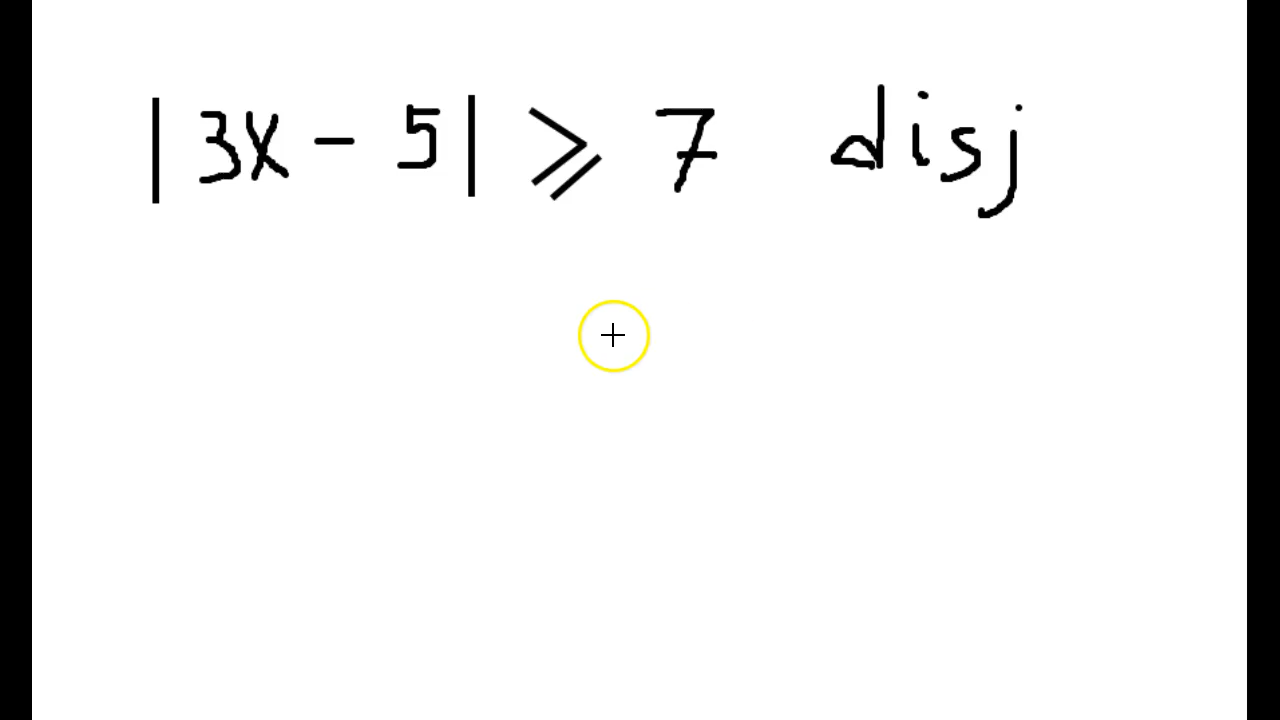 |3x - 5| ⩾ 7 disj